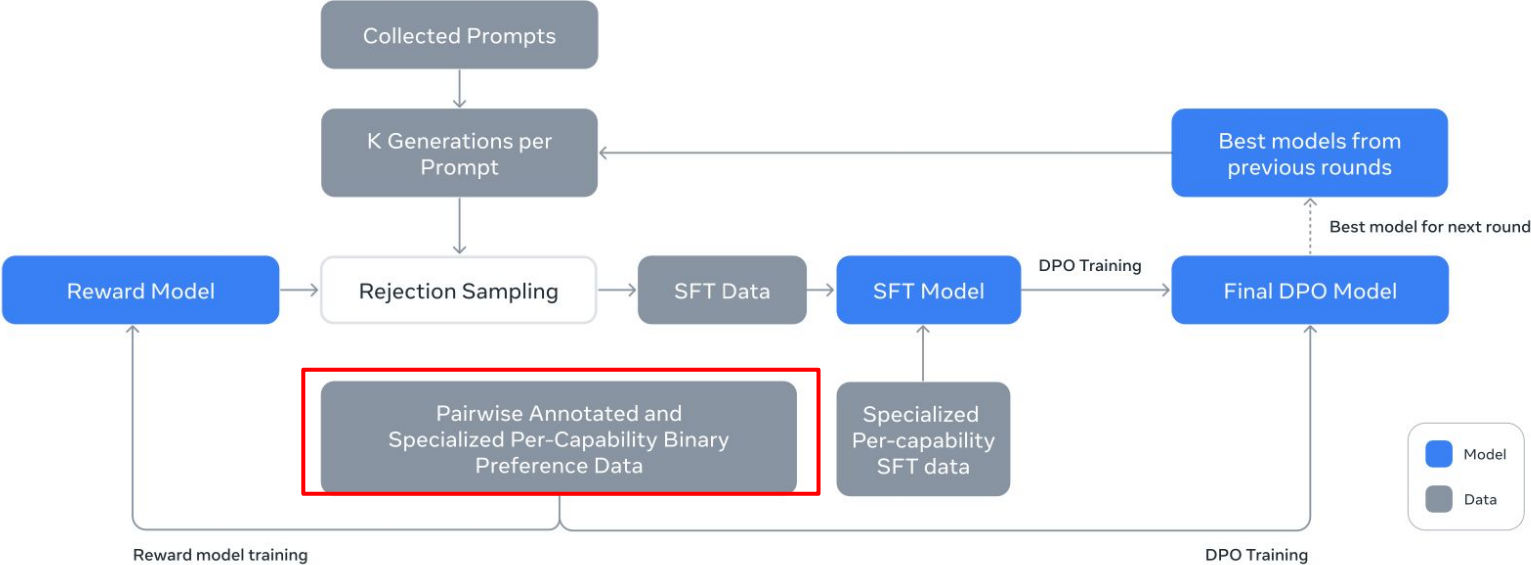 Collected Prompts
K Generations per
Prompt
Best models from
previous rounds
Best model for next round
Reward Model
Rejection Sampling
SFT Data
SFT Model
DPO Training
Final DPO Model
Pairwise Annotated and
Specialized Per-Capability Binary
Preference Data
Specialized
Per-capability
SFT data
Model
Data
Reward model training
DPO Training